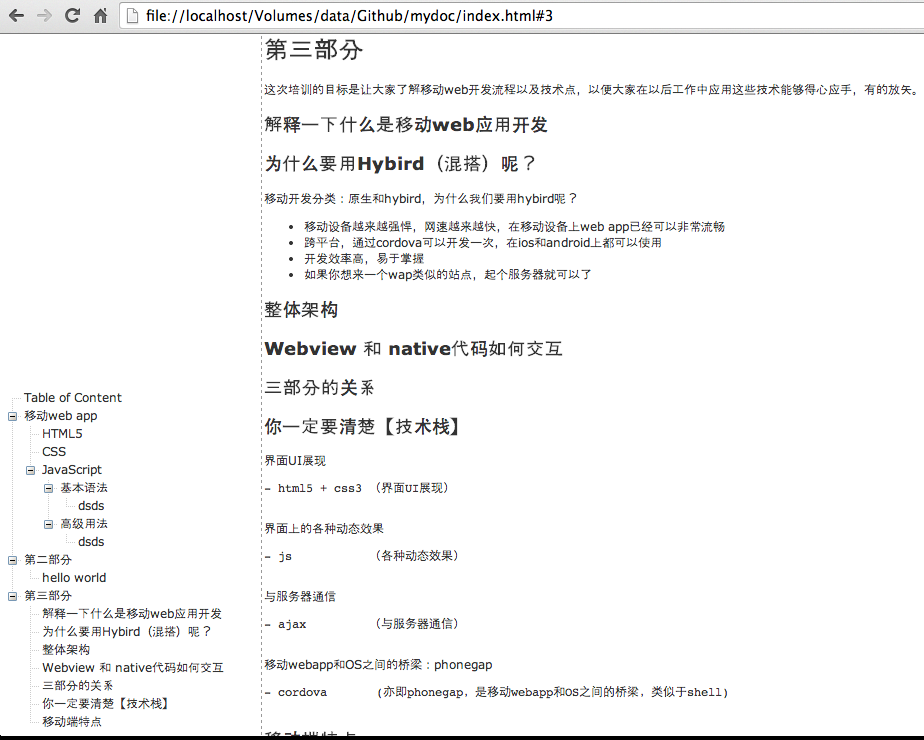 file://localhost/Volumes/data/Github/mydoc/index.html#3
第三部分
这次培训的目标是让大家了解移动web开发流程以及技术点，以便大家在以后工作中应用这些技术能够得心应手，有的放矢。
解释一下什么是移动web应用开发
为什么要用Hybird（混搭）呢？
移动开发分类：原生和hybird，为什么我们要用hybird呢？
• 移动设备越来越强悍，网速越来越快，在移动设备上web app已经可以非常流畅
• 跨平台，通过cordova可以开发一次，在ios和android上都可以使用
• 开发效率高，易于掌握
• 如果你想来一个wap类似的站点，起个服务器就可以了
整体架构
Webview 和 native代码如何交互
三部分的关系
你一定要清楚【技术栈】
界面UI展现
- html5 + css3 （界面UI展现）
界面上的各种动态效果
- js （各种动态效果）
与服务器通信
- ajax （与服务器通信）
移动webapp和OS之间的桥梁：phonegap
- cordova （亦即phonegap，是移动webapp和OS之间的桥梁，类似于shell)
移动端特点
Table of Content
移动web app
HTML5
CSS
JavaScript
基本语法
dsds
高级用法
dsds
第二部分
hello world
第三部分
解释一下什么是移动web应用开发
为什么要用Hybird（混搭）呢？
整体架构
Webview 和 native代码如何交互
三部分的关系
你一定要清楚【技术栈】
移动端特点